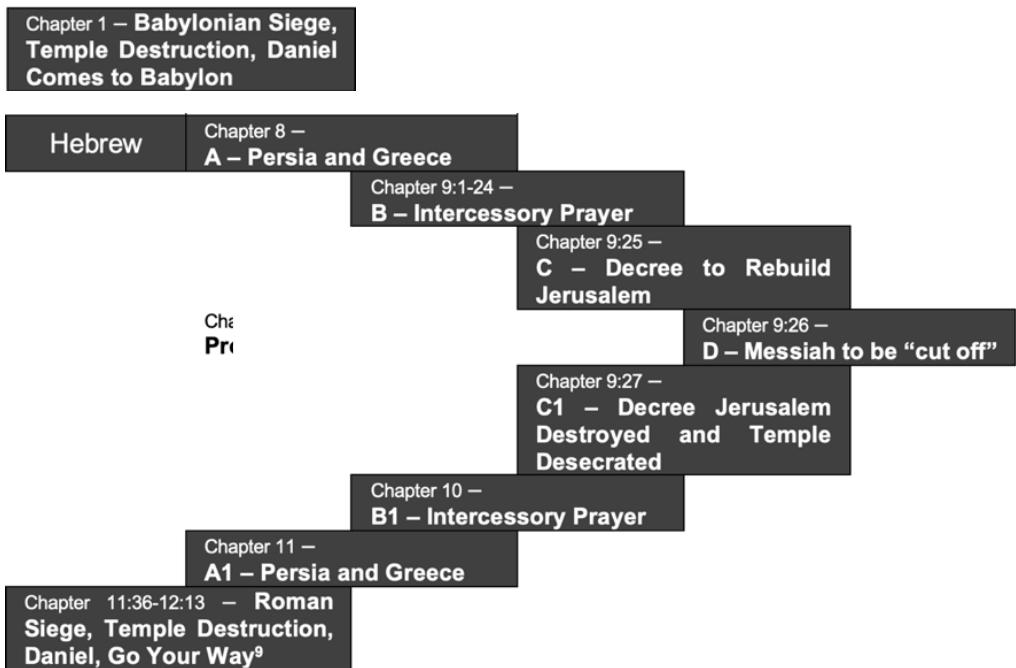 Chapter 1 – Babylonian Siege,
Temple Destruction, Daniel
Comes to Babylon
Hebrew
Chapter 8 –
A – Persia and Greece
Chapter 9:1-24 –
B – Intercessory Prayer
Chapter 9:25 –
C – Decree to Rebuild
Jerusalem
Chapter 9:26 –
D – Messiah to be “cut off”
Chapter 9:27 –
C1 – Decree Jerusalem
Destroyed and Temple
Desecrated
Chapter 10 –
B1 – Intercessory Prayer
Chapter 11 –
A1 – Persia and Greece
Chapter 11:36-12:13 – Roman
Siege, Temple Destruction,
Daniel, Go Your Way⁹